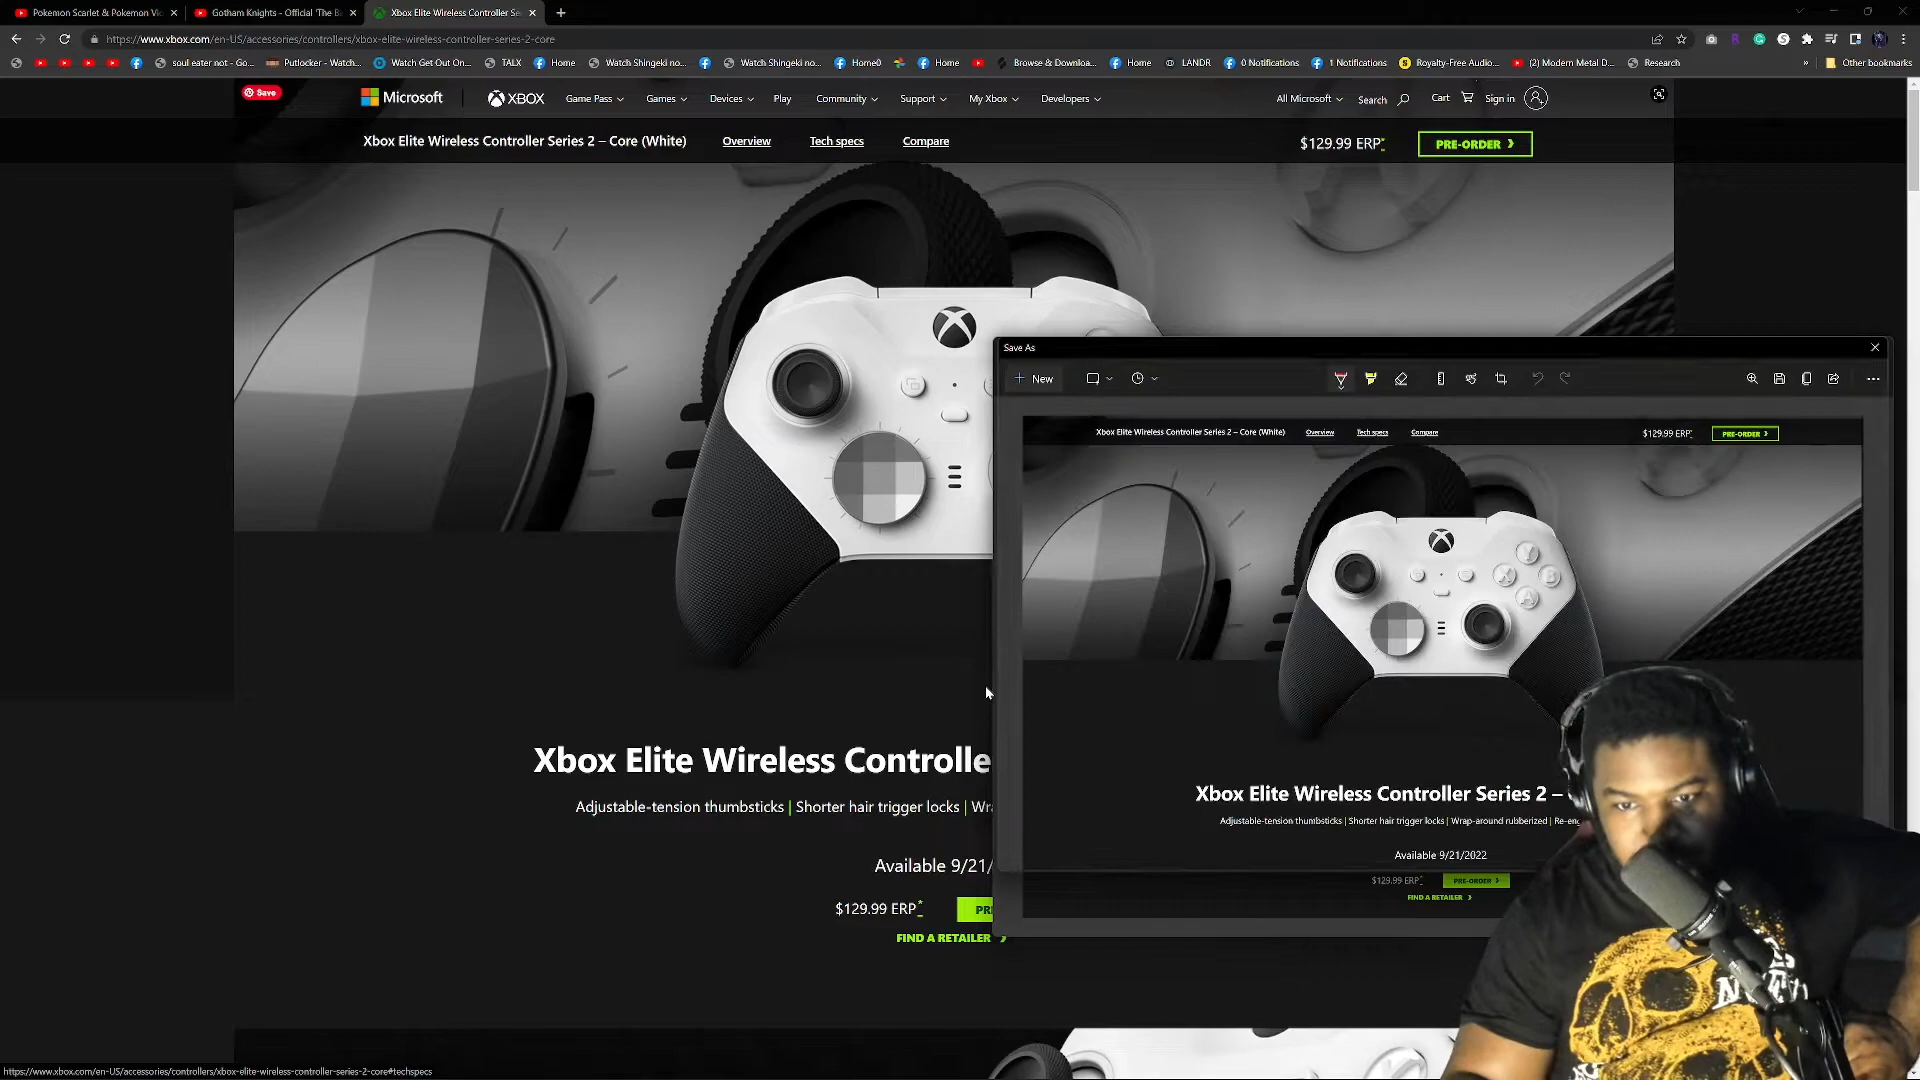 Pokemon Scarlet & Pokemon Vi
Gotham Knights - Official 'The B
Xbox Elite Wireless Controller Se
https://www.xbox.com/en-US/accessories/controllers/xbox-elite-wireless-controller-series-2-core
soul eater not - Go...
Putlocker - Watch...
Watch Get Out On...
TALX
Home
Watch Shingeki no...
Watch Shingeki no...
Home0
Home
Browse & Downloa...
Home
LANDR
0 Notifications
1 Notifications
Royalty-Free Audio...
(2) Modern Metal D...
Research
»
Other bookmarks
Save
Microsoft
XBOX
Game Pass
Games
Devices
Play
Community
Support
My Xbox
Developers
All Microsoft
Search
Cart
Sign in
Xbox Elite Wireless Controller Series 2 – Core (White)
Overview
Tech specs
Compare
$129.99 ERP*
PRE-ORDER
Save As
New
Xbox Elite Wireless Controller Series 2 – Core (White)
Overview
Tech specs
Compare
$129.99 ERP*
PRE-ORDER
Y
X
B
A
Xbox Elite Wireless Controlle
Adjustable-tension thumbsticks | Shorter hair trigger locks | Wra
Available 9/21/
$129.99 ERP*
PRE
FIND A RETAILER
Xbox Elite Wireless Controller Series 2 –
Adjustable-tension thumbsticks | Shorter hair trigger locks | Wrap-around rubberized | Re-eng
Available 9/21/2022
$129.99 ERP*
PRE-ORDER
FIND A RETAILER
https://www.xbox.com/en-US/accessories/controllers/xbox-elite-wireless-controller-series-2-core#techspecs